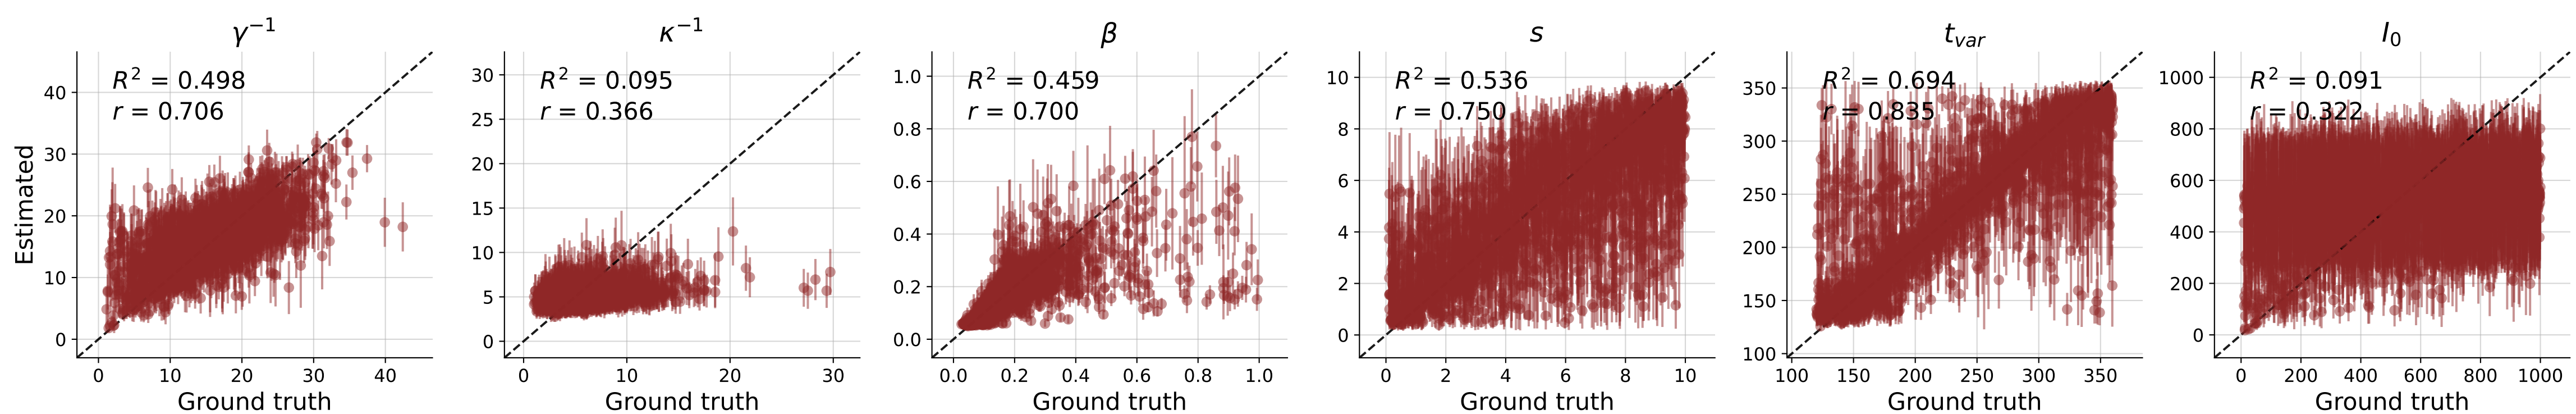 γ⁻¹
R² = 0.498
r = 0.706
Estimated
40
30
20
10
0
0 10 20 30 40
Ground truth
κ⁻¹
R² = 0.095
r = 0.366
30
25
20
15
10
5
0
0 10 20 30
Ground truth
β
R² = 0.459
r = 0.700
1.0
0.8
0.6
0.4
0.2
0.0
0.0 0.2 0.4 0.6 0.8 1.0
Ground truth
s
R² = 0.536
r = 0.750
10
8
6
4
2
0
0 2 4 6 8 10
Ground truth
t_var
R² = 0.694
r = 0.835
350
300
250
200
150
100
100 150 200 250 300 350
Ground truth
I₀
R² = 0.091
r = 0.322
1000
800
600
400
200
0
0 200 400 600 800 1000
Ground truth